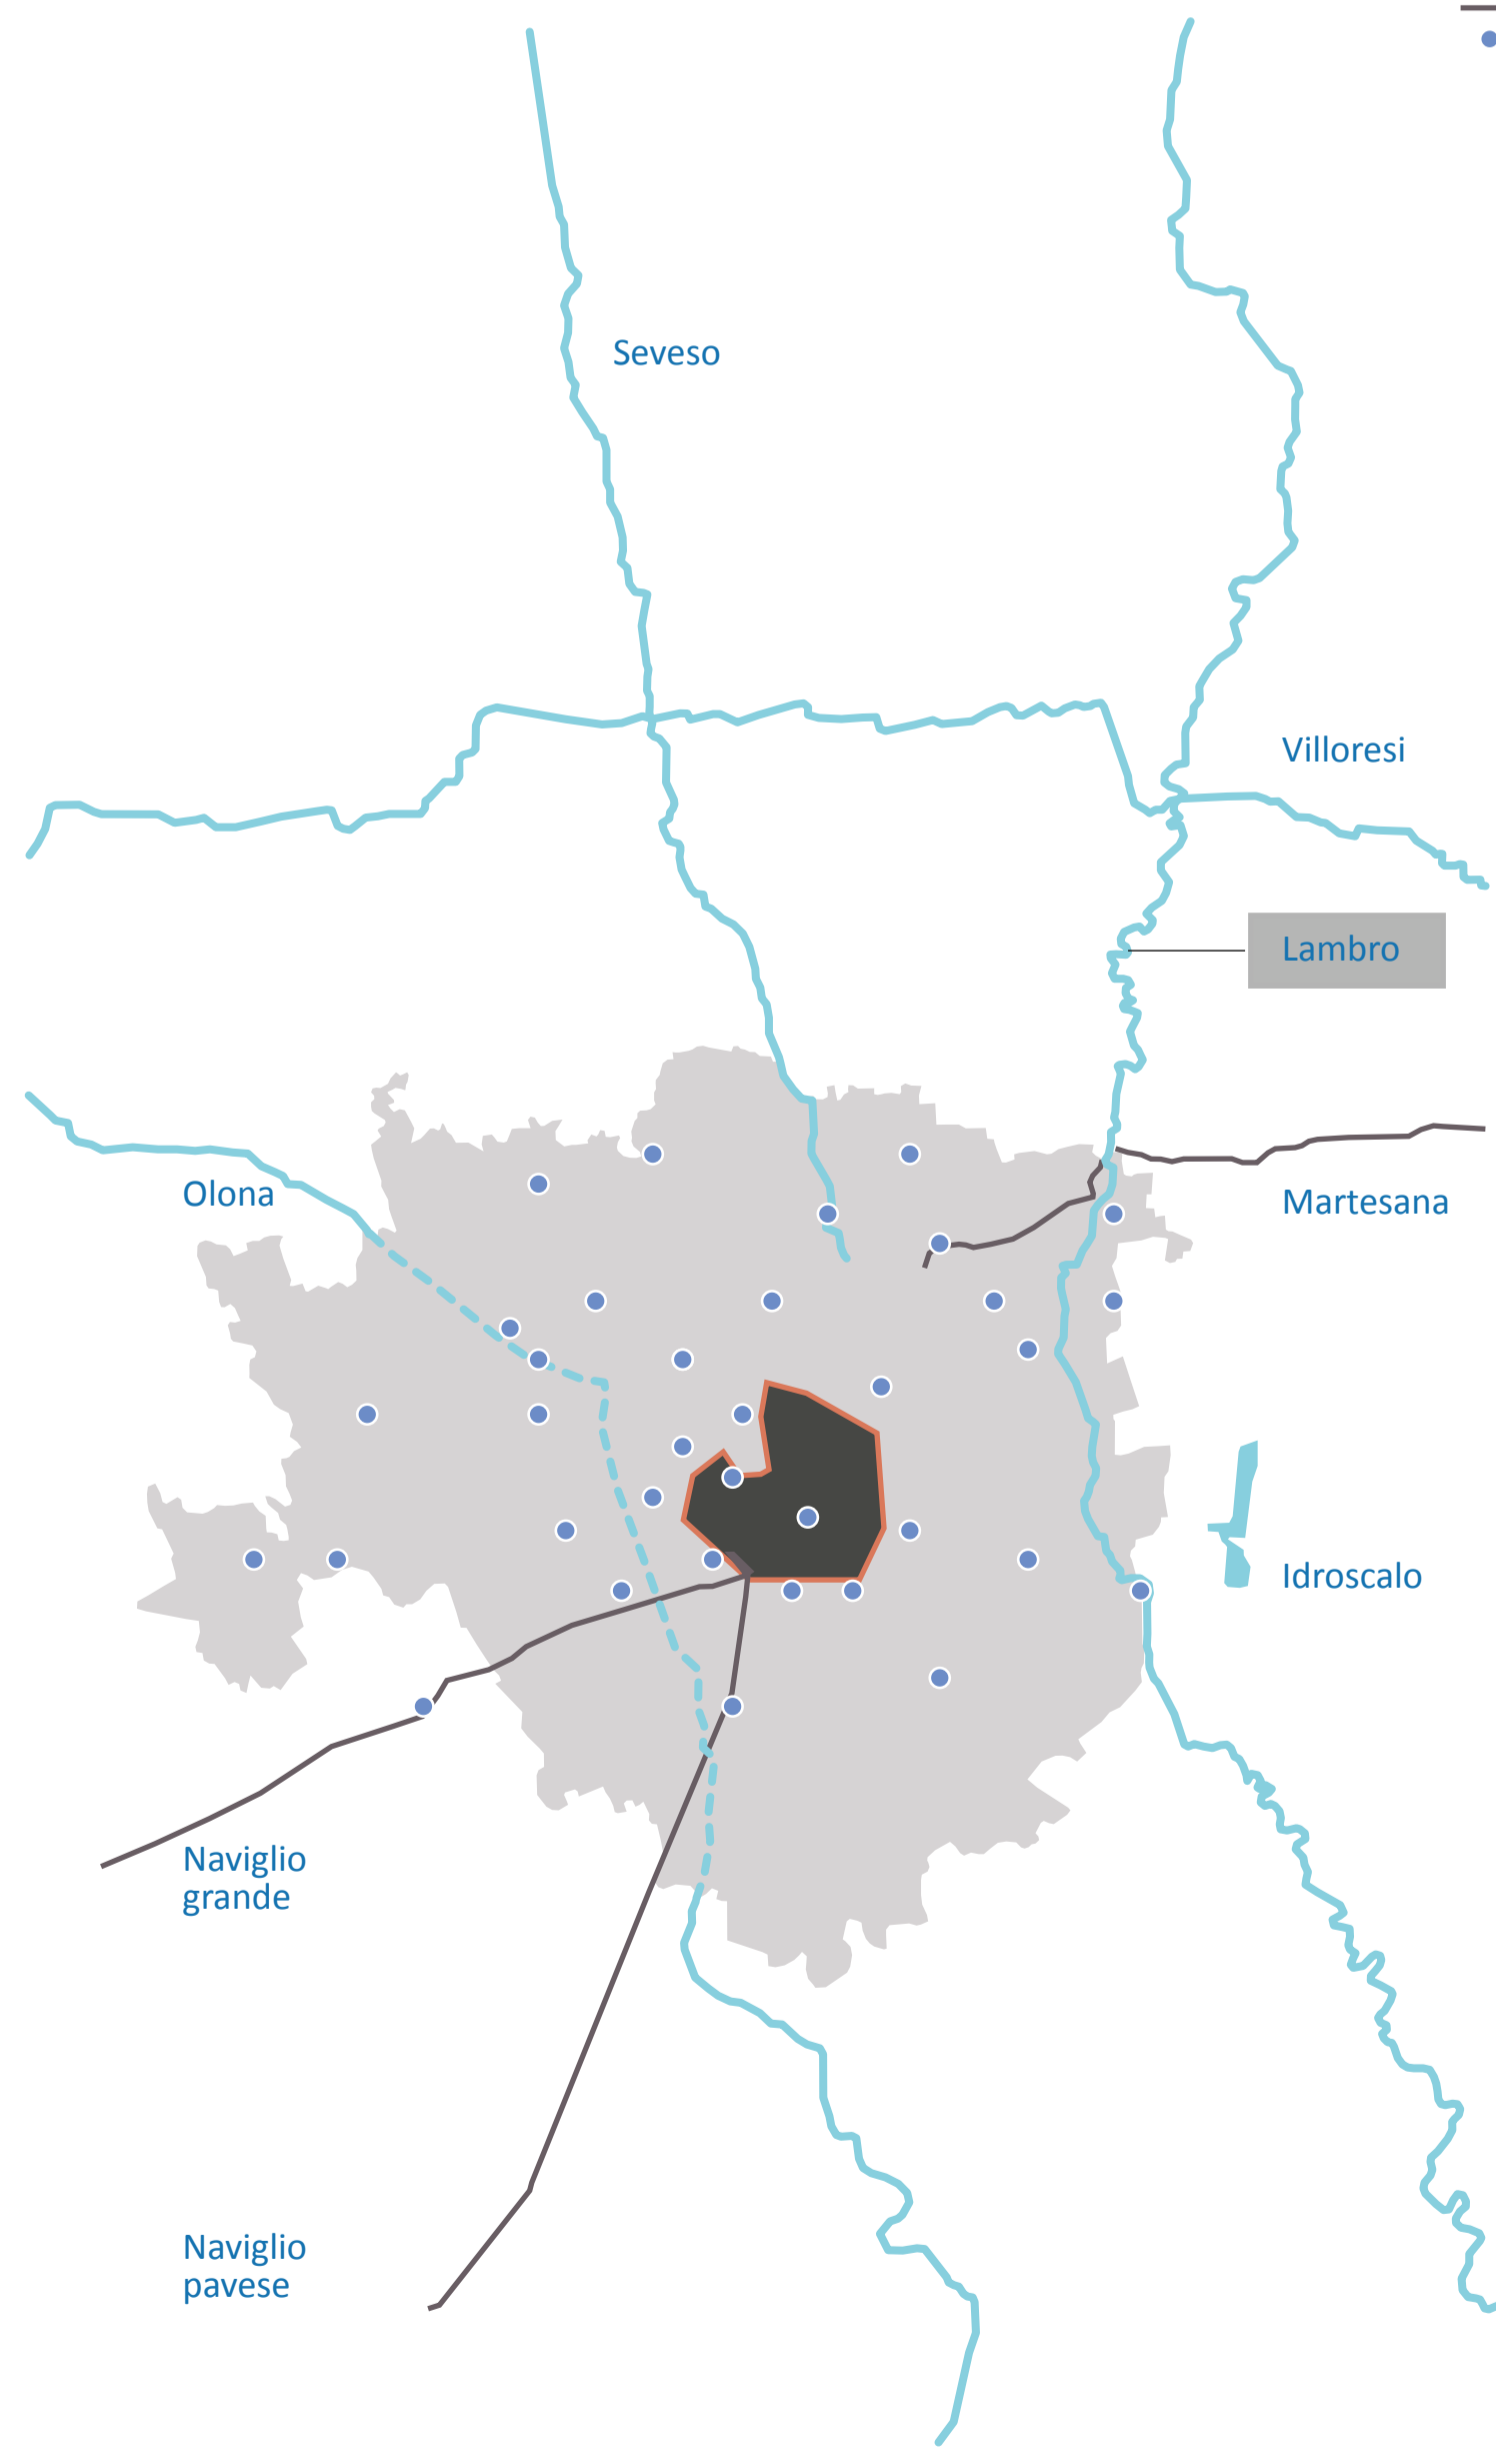 Seveso
Villoresi
Lambro
Olona
Martesana
Idroscalo
Naviglio
grande
Naviglio
pavese